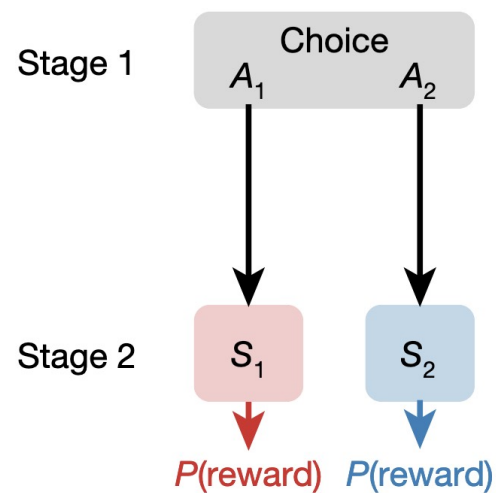 Stage 1
Choice
A₁ A₂
Stage 2
S₁ S₂
P(reward) P(reward)